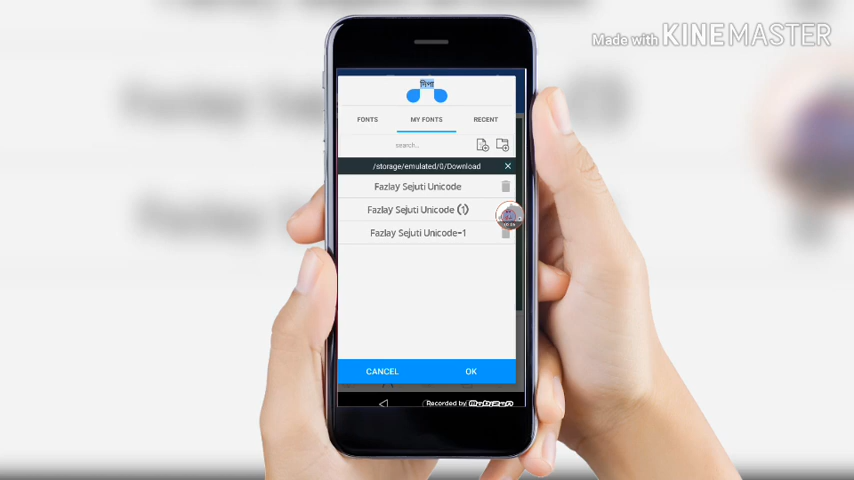 Made with KINEMASTER
FONTS
MY FONTS
RECENT
search...
/storage/emulated/0/Download
Fazlay Sejuti Unicode
Fazlay Sejuti Unicode (1)
Fazlay Sejuti Unicode-1
CANCEL
OK
Recorded by